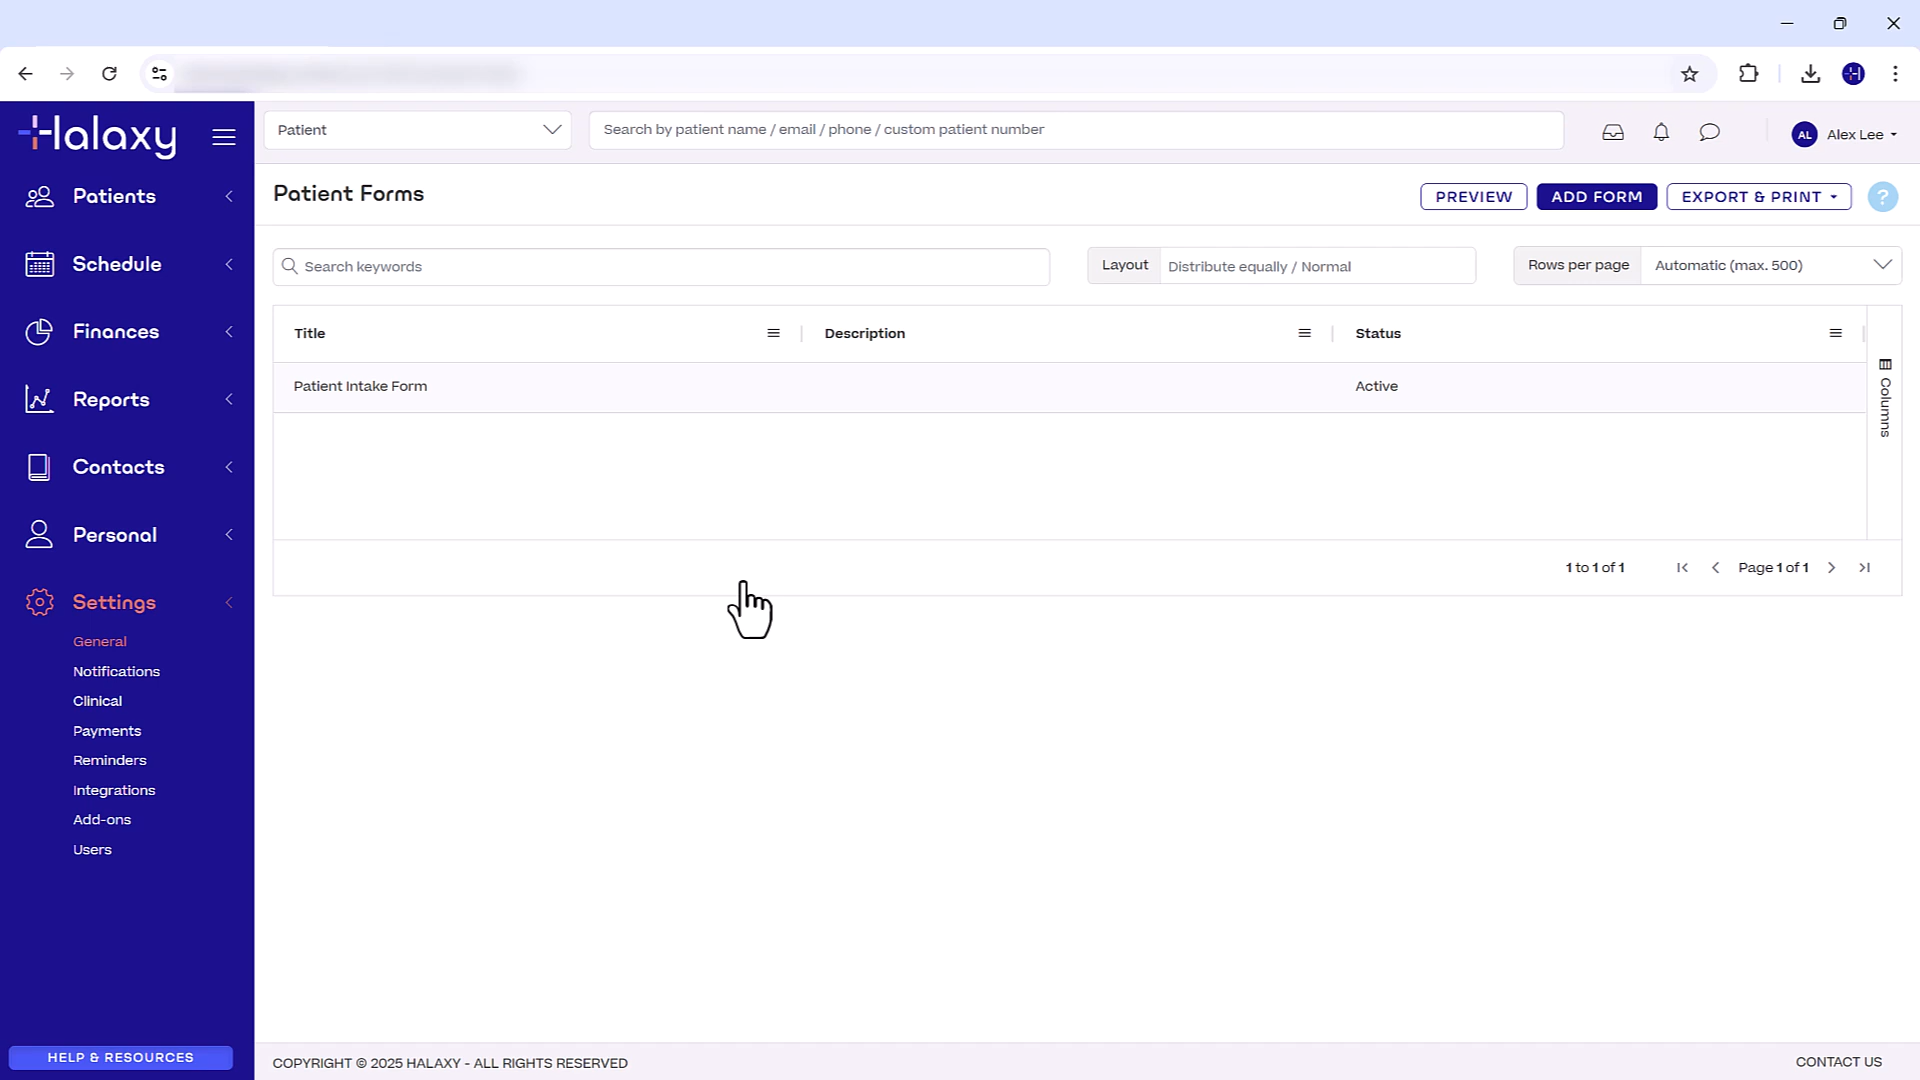 Halaxy
Patient
Search by patient name / email / phone / custom patient number
AL Alex Lee
Patients
Schedule
Finances
Reports
Contacts
Personal
Settings
General
Notifications
Clinical
Payments
Reminders
Integrations
Add-ons
Users
HELP & RESOURCES
Patient Forms
PREVIEW
ADD FORM
EXPORT & PRINT
?
Search keywords
Layout Distribute equally / Normal
Rows per page Automatic (max. 500)
Title Description Status
Patient Intake Form Active
Columns
1 to 1 of 1 Page 1 of 1
COPYRIGHT © 2025 HALAXY - ALL RIGHTS RESERVED
CONTACT US